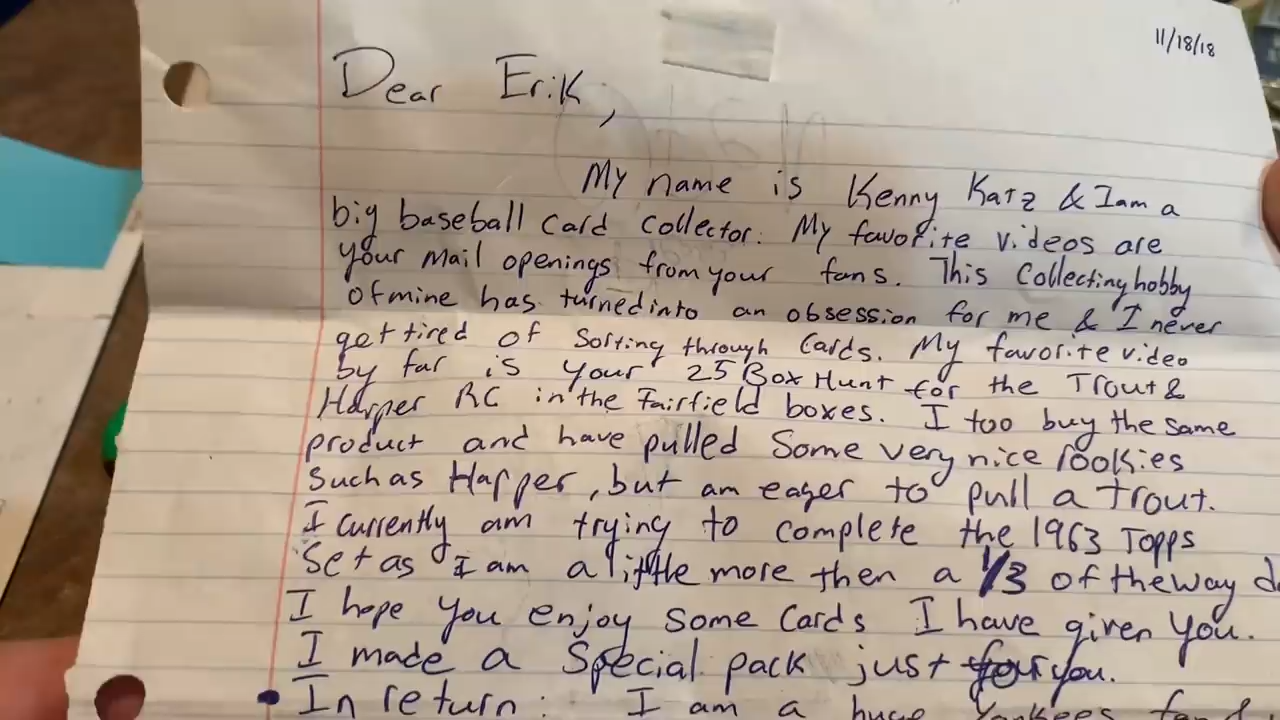 11/18/18
Dear Erik,
My name is Kenny Katz & I am a
big baseball card collector. My favorite videos are
your mail openings from your fans. This collecting hobby
of mine has turned into an obsession for me & I never
get tired of sorting through cards. My favorite video
by far is your 25 Box Hunt for the Trout &
Harper RC in the Fairfield boxes. I too buy the same
product and have pulled some very nice rookies
such as Harper, but am eager to pull a trout.
I currently am trying to complete the 1963 Topps
Set as I am a little more then a 1/3 of the way
I hope you enjoy some cards I have given you.
I made a special pack just for you.
• In return: I am a huge Yankees